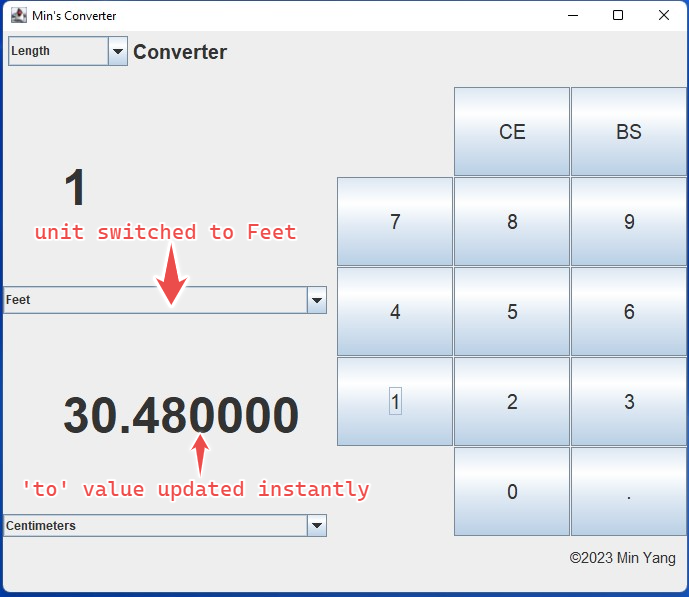 Min's Converter
Length Converter
CE BS
1
7 8 9
unit switched to Feet
Feet
4 5 6
30.480000
1 2 3
'to' value updated instantly
0 .
Centimeters
©2023 Min Yang